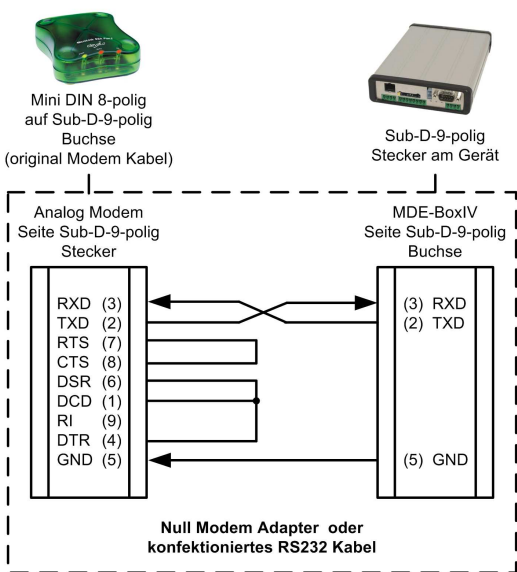 Mini DIN 8-polig
auf Sub-D-9-polig
Buchse
(original Modem Kabel)
Sub-D-9-polig
Stecker am Gerät
Analog Modem
Seite Sub-D-9-polig
Stecker
MDE-BoxIV
Seite Sub-D-9-polig
Buchse
RXD (3)
TXD (2)
RTS (7)
CTS (8)
DSR (6)
DCD (1)
RI (9)
DTR (4)
GND (5)
(3) RXD
(2) TXD
(5) GND
Null Modem Adapter oder
konfektioniertes RS232 Kabel